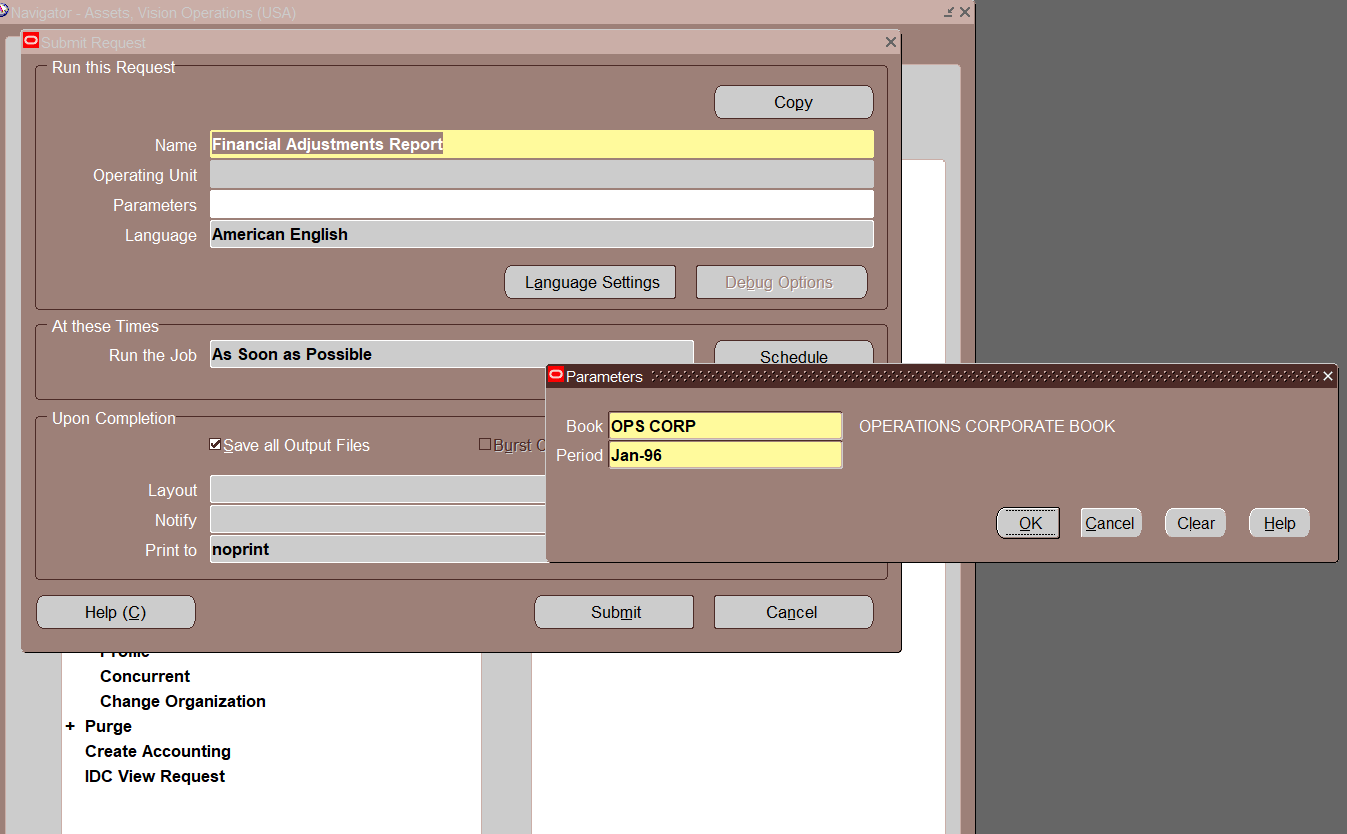 Navigator - Assets, Vision Operations (USA)
Submit Request
Run this Request
Copy
Name Financial Adjustments Report
Operating Unit
Parameters
Language American English
Language Settings Debug Options
At these Times
Run the Job As Soon as Possible
Schedule
Upon Completion
Save all Output Files
Burst
Layout
Notify
Print to noprint
Parameters
Book OPS CORP OPERATIONS CORPORATE BOOK
Period Jan-96
OK Cancel Clear Help
Help (C) Submit Cancel
Profile
Concurrent
Change Organization
+ Purge
Create Accounting
IDC View Request